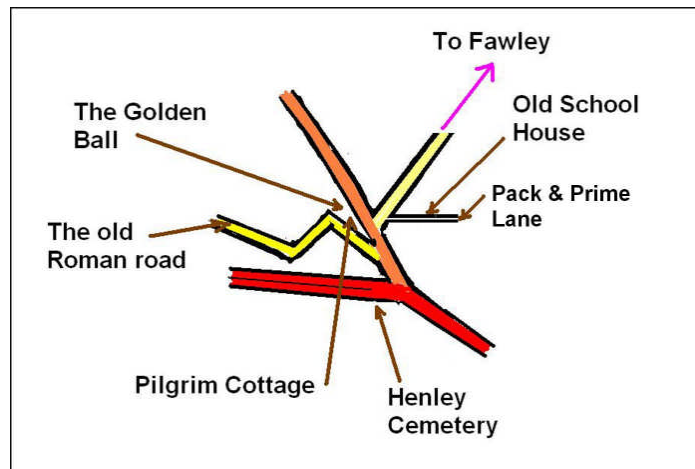 To Fawley
The Golden
Ball
Old School
House
Pack & Prime
Lane
The old
Roman road
Pilgrim Cottage
Henley
Cemetery